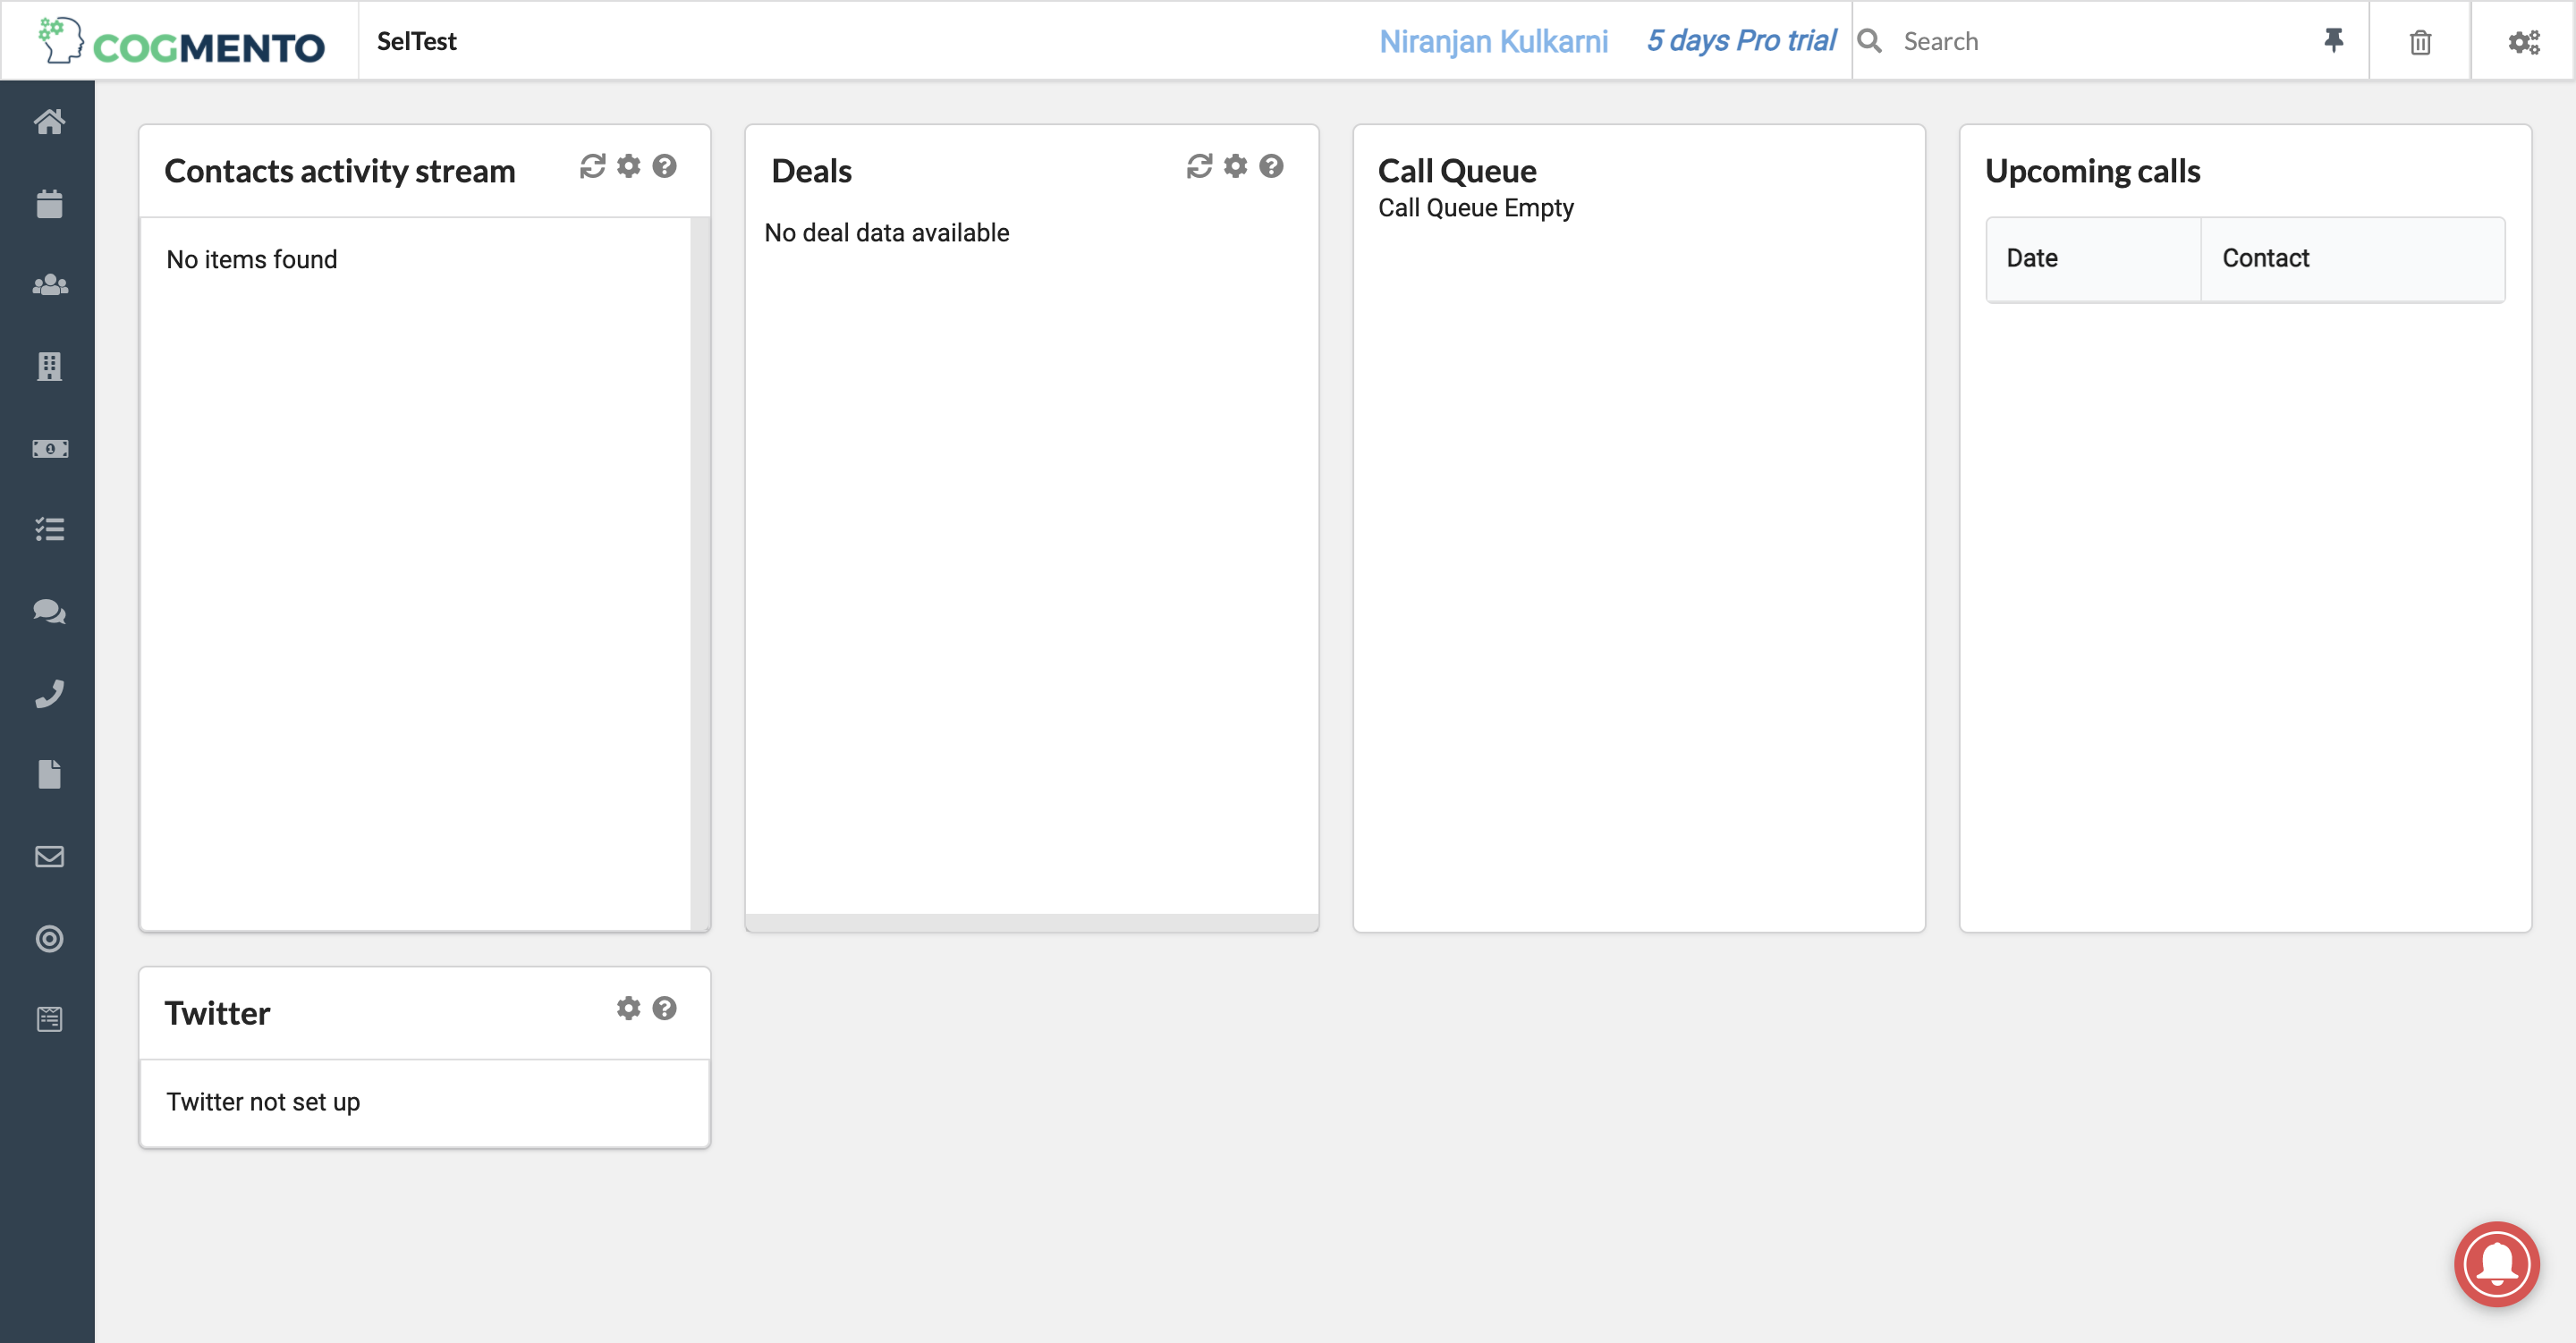 COGMENTO
SelTest
Niranjan Kulkarni
5 days Pro trial
Search
Contacts activity stream
No items found
Deals
No deal data available
Call Queue
Call Queue Empty
Upcoming calls
Date
Contact
Twitter
Twitter not set up